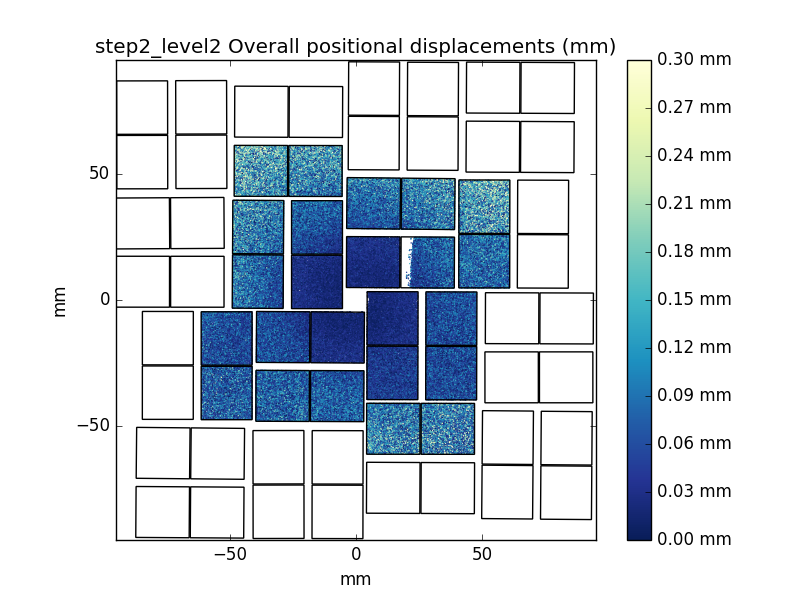 step2_level2 Overall positional displacements (mm)
0.30 mm
0.27 mm
0.24 mm
0.21 mm
0.18 mm
0.15 mm
0.12 mm
0.09 mm
0.06 mm
0.03 mm
0.00 mm
50
0
−50
mm
−50
0
50
mm